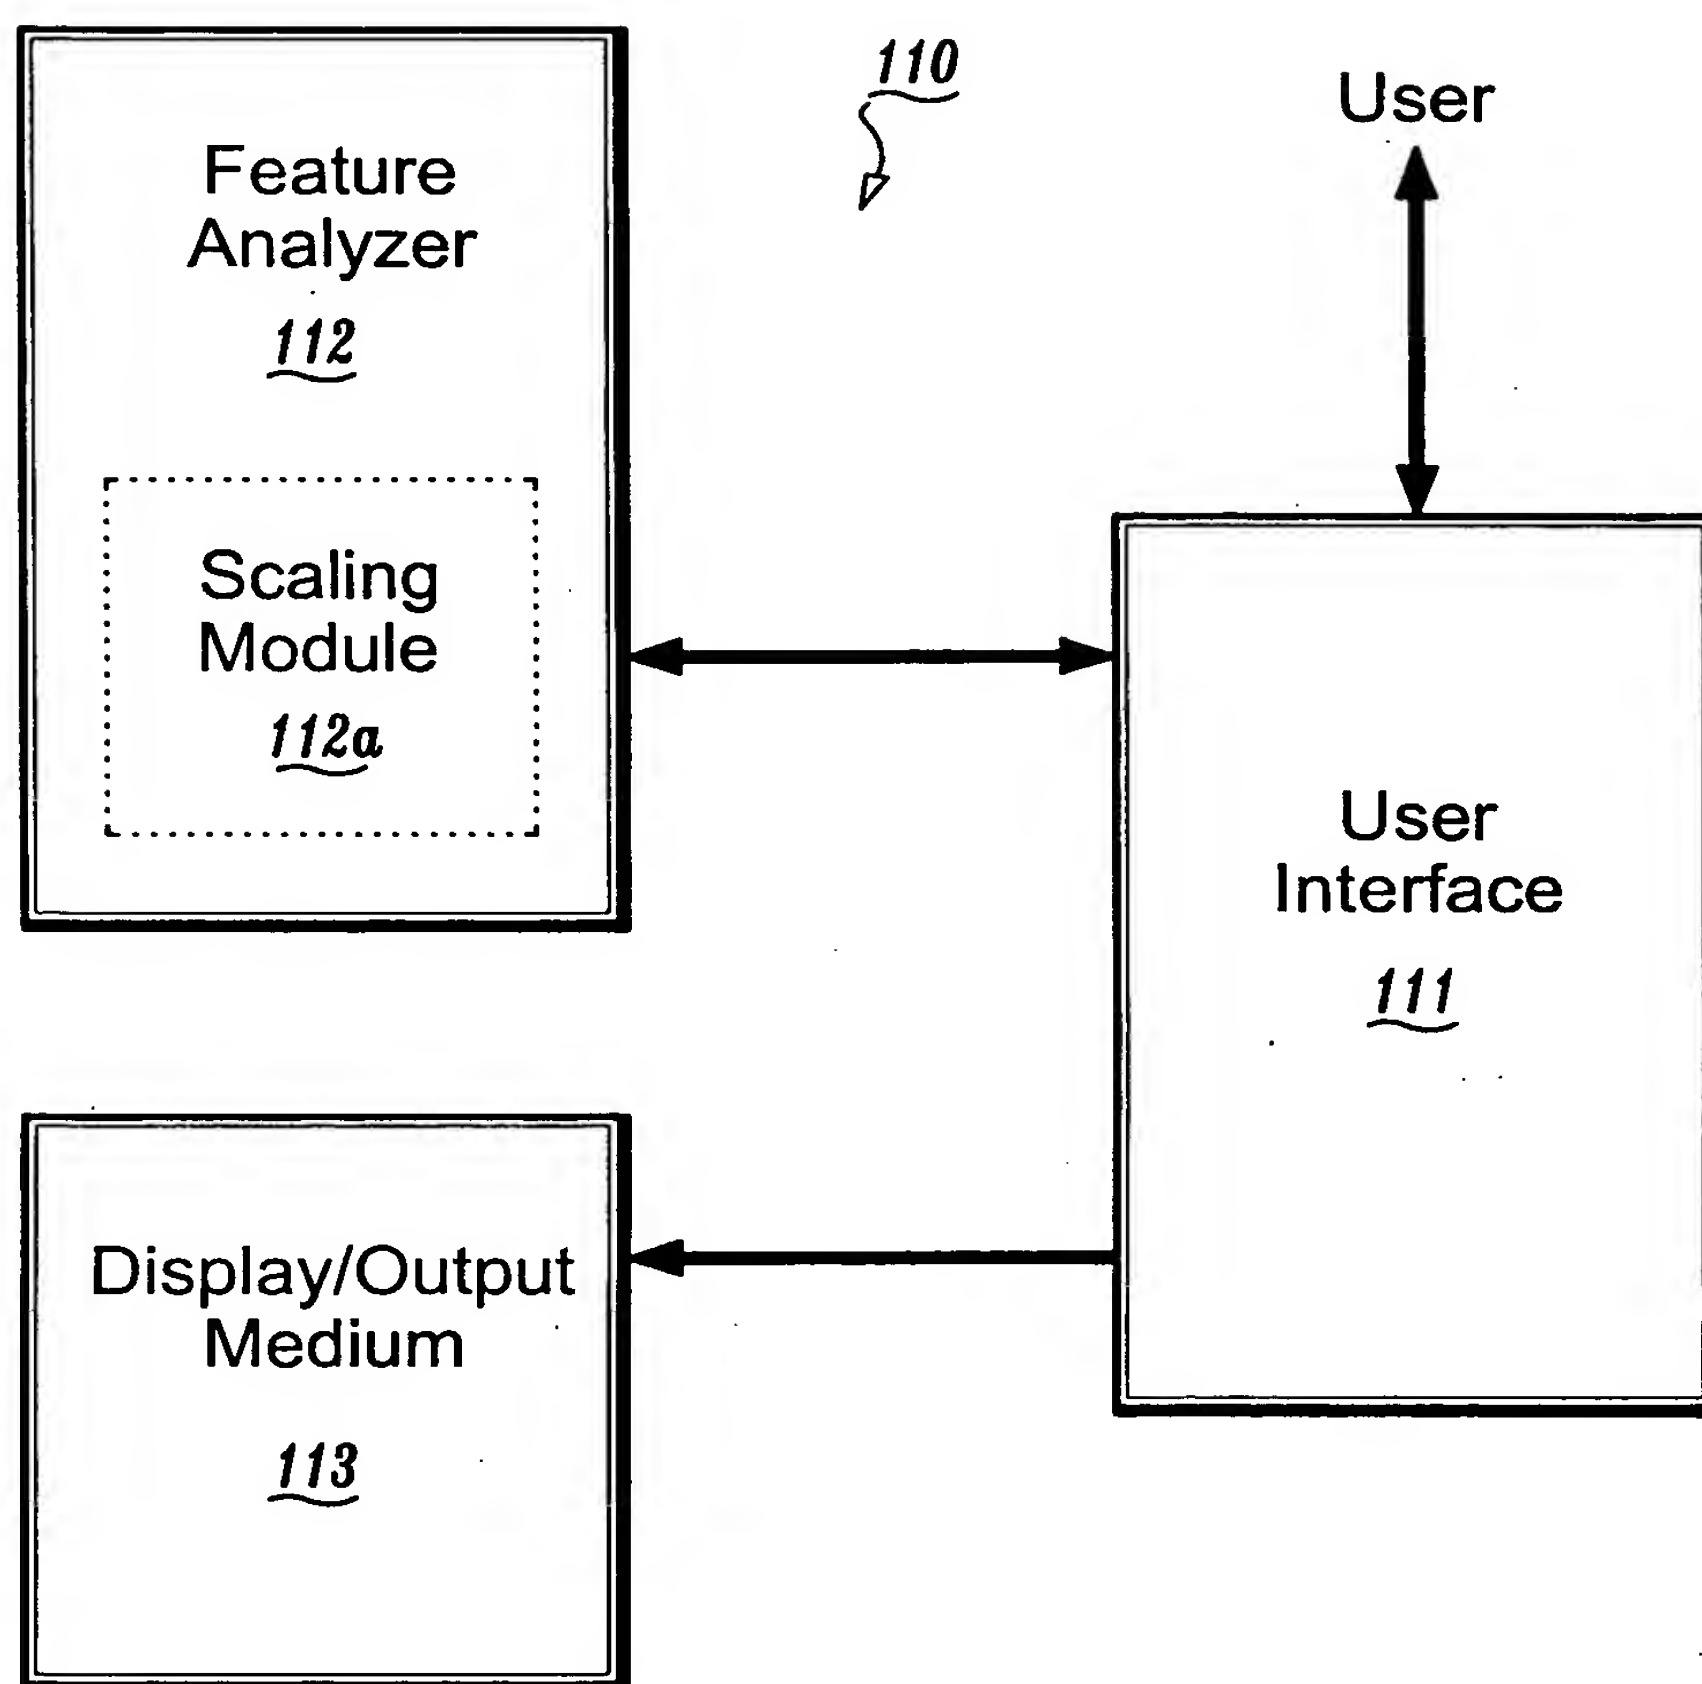 110
User
Feature
Analyzer
112
Scaling
Module
112a
User
Interface
111
Display/Output
Medium
113